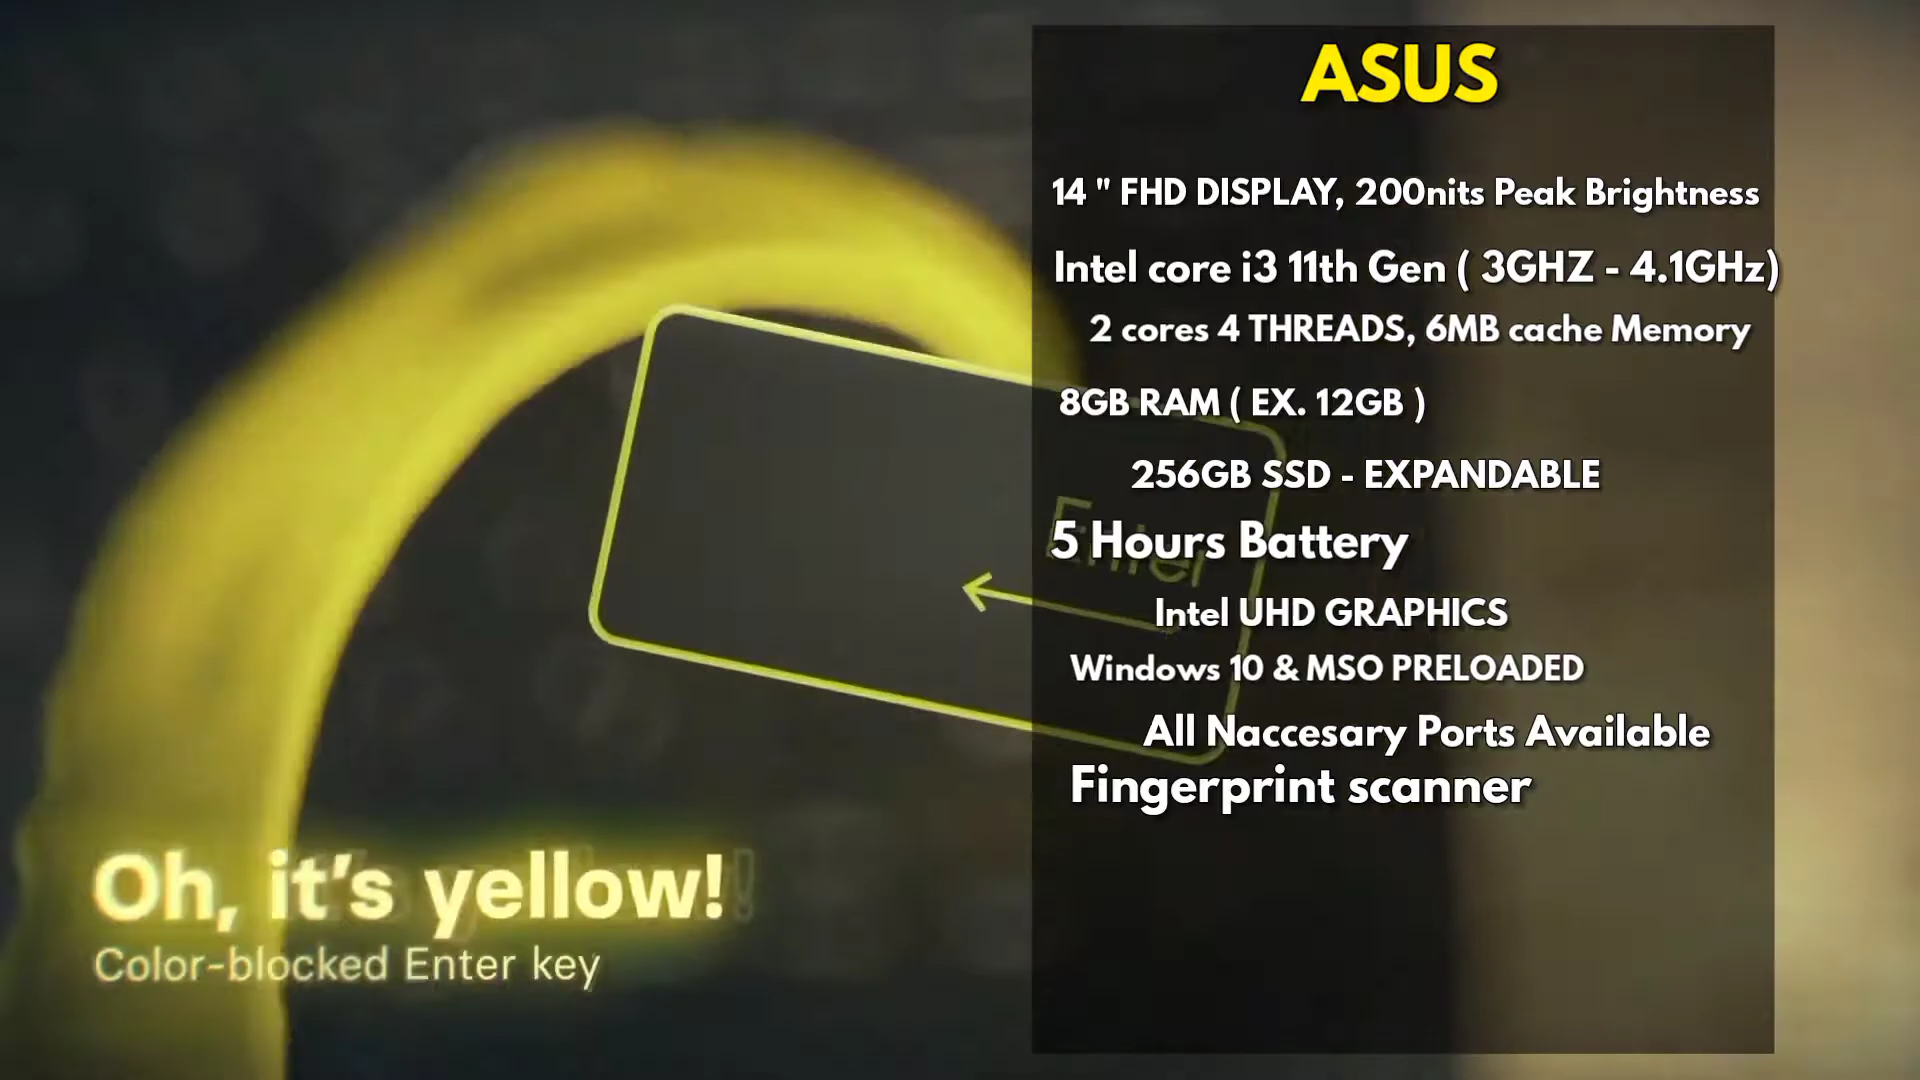 ASUS
14 " FHD DISPLAY, 200nits Peak Brightness
Intel core i3 11th Gen ( 3GHZ - 4.1GHz)
2 cores 4 THREADS, 6MB cache Memory
8GB RAM ( EX. 12GB )
256GB SSD - EXPANDABLE
Enter
5 Hours Battery
Intel UHD GRAPHICS
Windows 10 & MSO PRELOADED
All Naccesary Ports Available
Fingerprint scanner
Oh, it's yellow!
Color-blocked Enter key